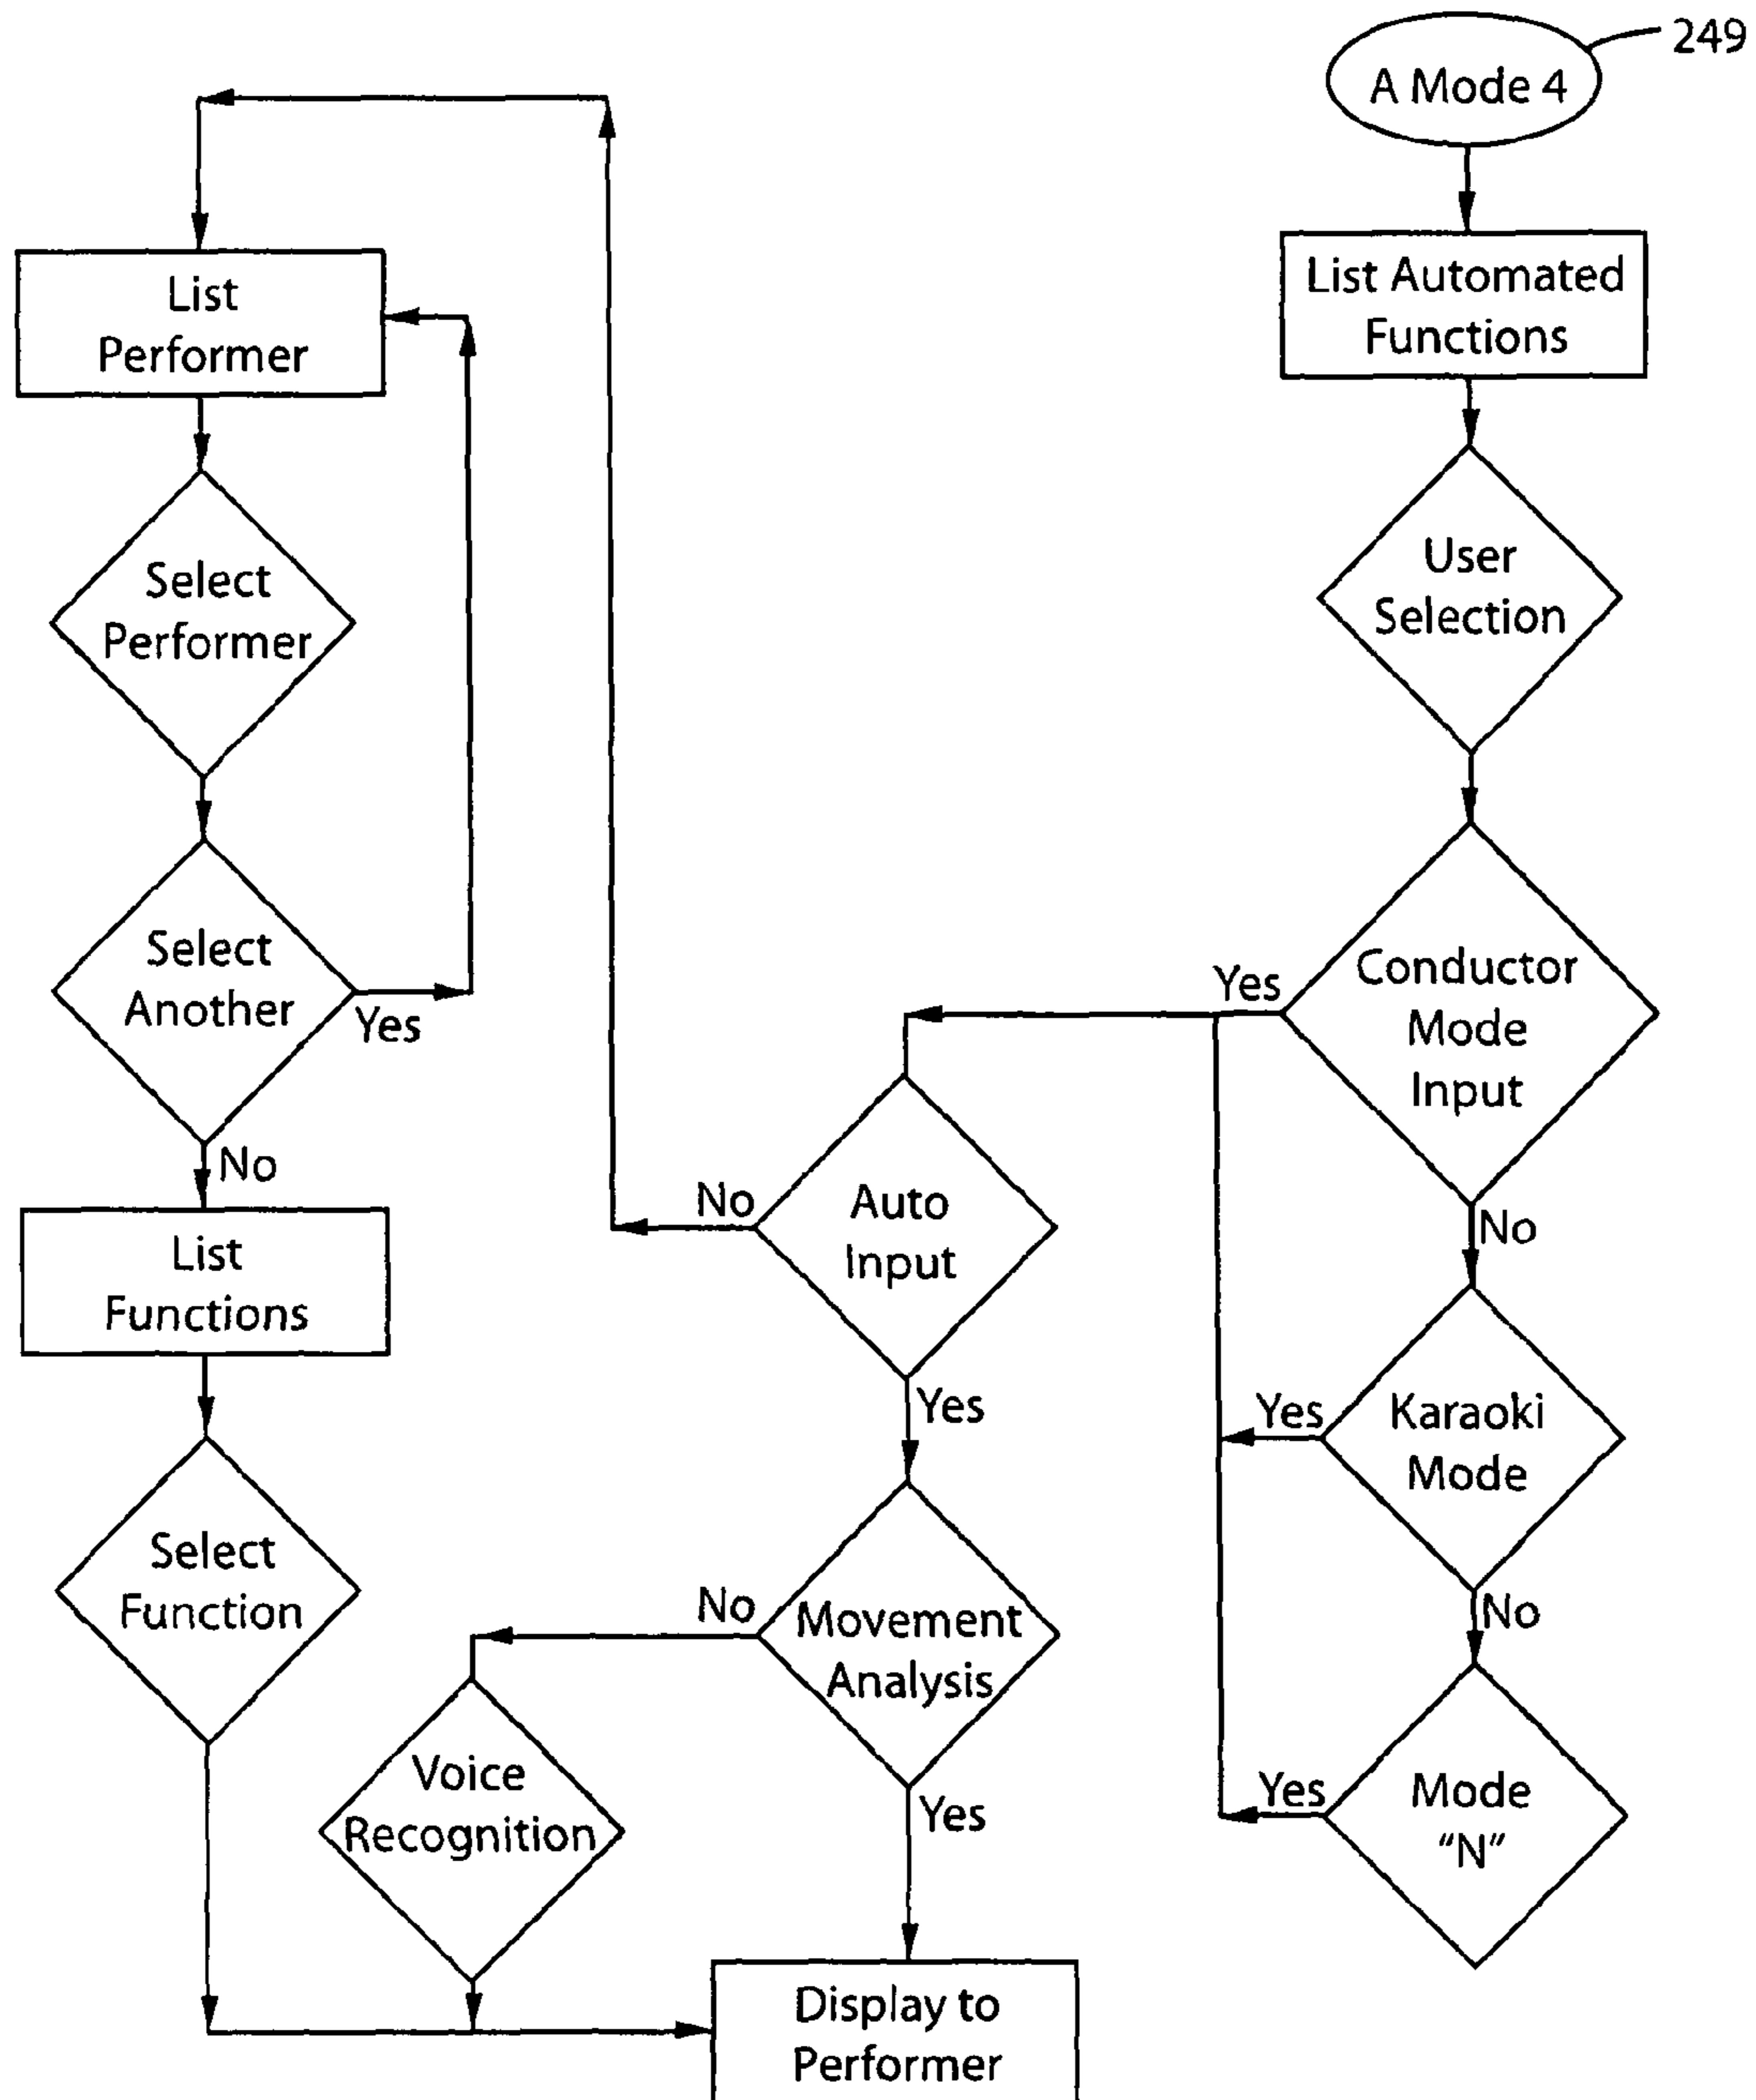 249
A Mode 4
List Automated
Functions
User
Selection
Conductor
Mode
Input
Yes
No
Karaoki
Mode
Yes
No
Mode
“N”
Yes
Auto
Input
No
Yes
Movement
Analysis
No
Yes
Voice
Recognition
Display to
Performer
List
Performer
Select
Performer
Select
Another
Yes
No
List
Functions
Select
Function